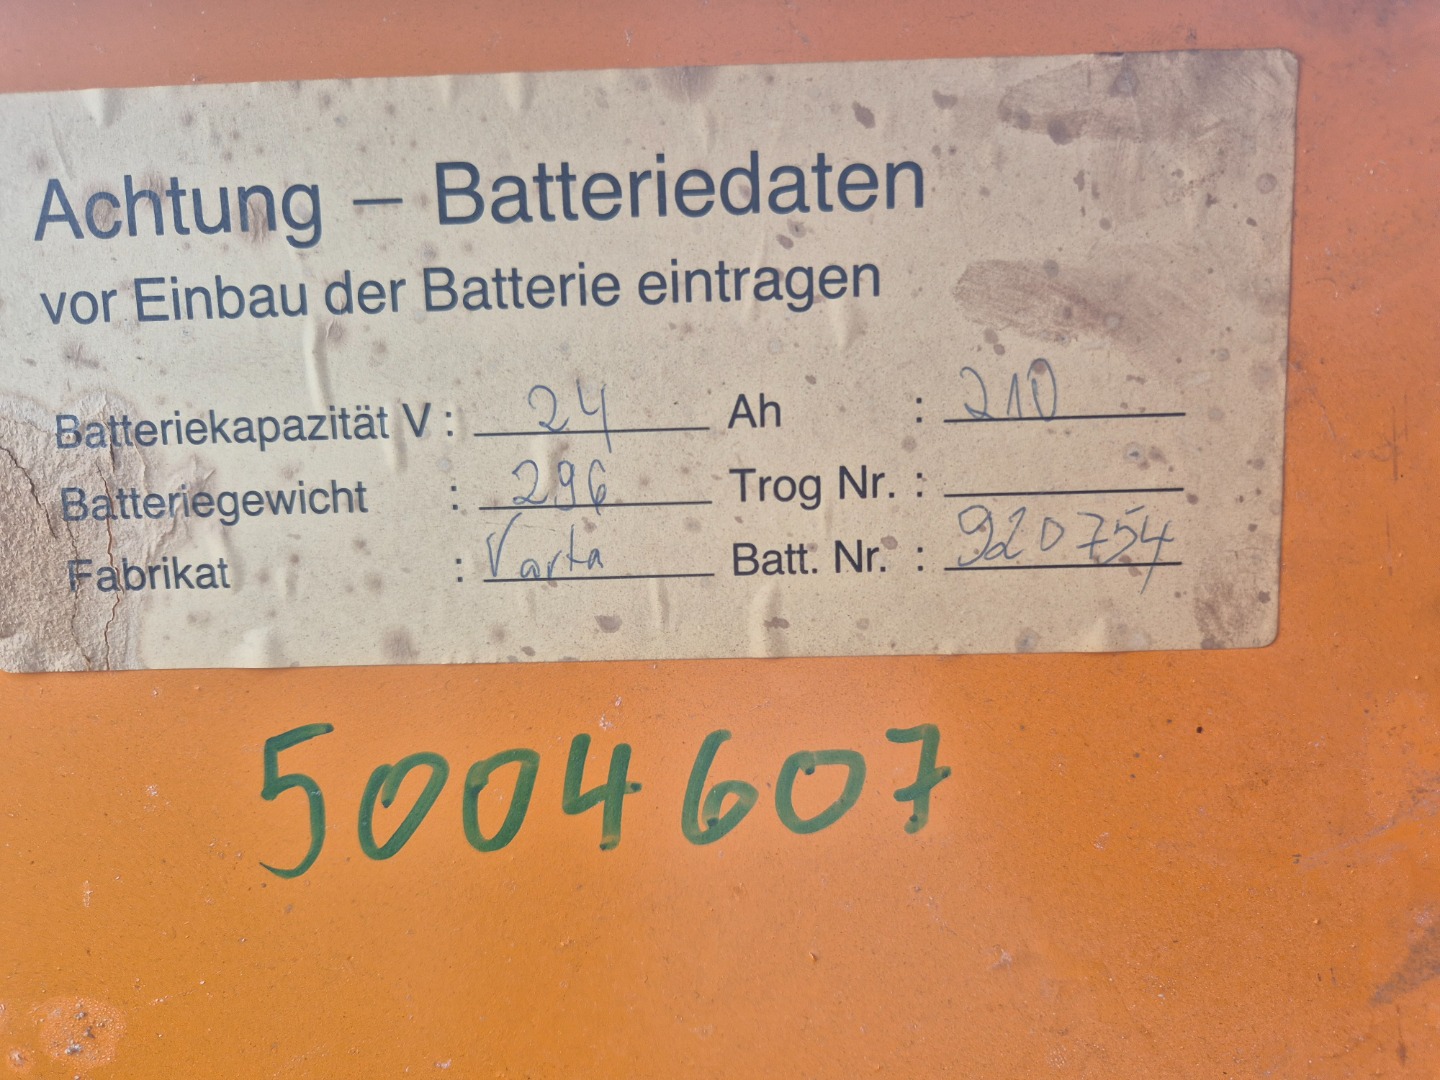 Achtung – Batteriedaten
vor Einbau der Batterie eintragen
Batteriekapazität V : 24 Ah : 210
Batteriegewicht : 296 Trog Nr. :
Fabrikat : Varta Batt. Nr. : 920754
5004607